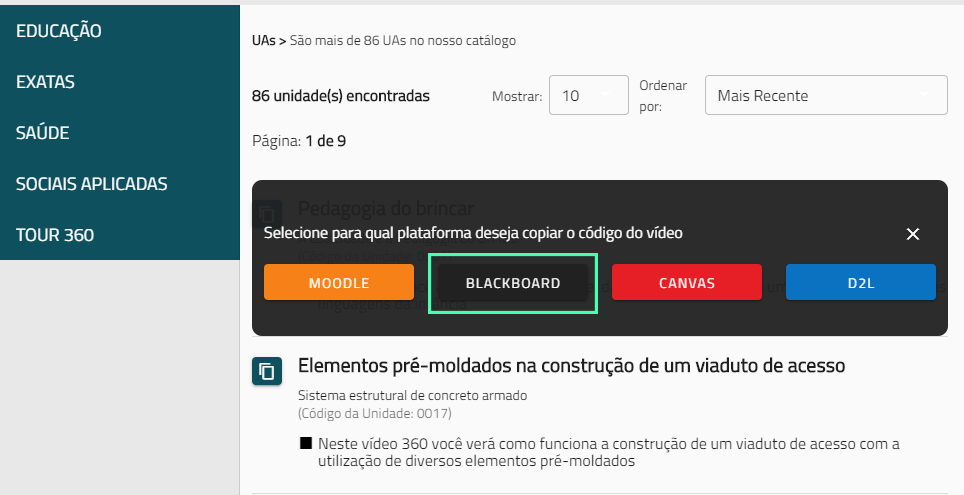 EDUCAÇÃO
EXATAS
SAÚDE
SOCIAIS APLICADAS
TOUR 360
UAs > São mais de 86 UAs no nosso catálogo
86 unidade(s) encontradas
Mostrar: 10
Ordenar por: Mais Recente
Página: 1 de 9
Pedagogia do brincar
Selecione para qual plataforma deseja copiar o código do vídeo
MOODLE BLACKBOARD CANVAS D2L
linguagens da infância
Elementos pré-moldados na construção de um viaduto de acesso
Sistema estrutural de concreto armado
(Código da Unidade: 0017)
Neste vídeo 360 você verá como funciona a construção de um viaduto de acesso com a
utilização de diversos elementos pré-moldados